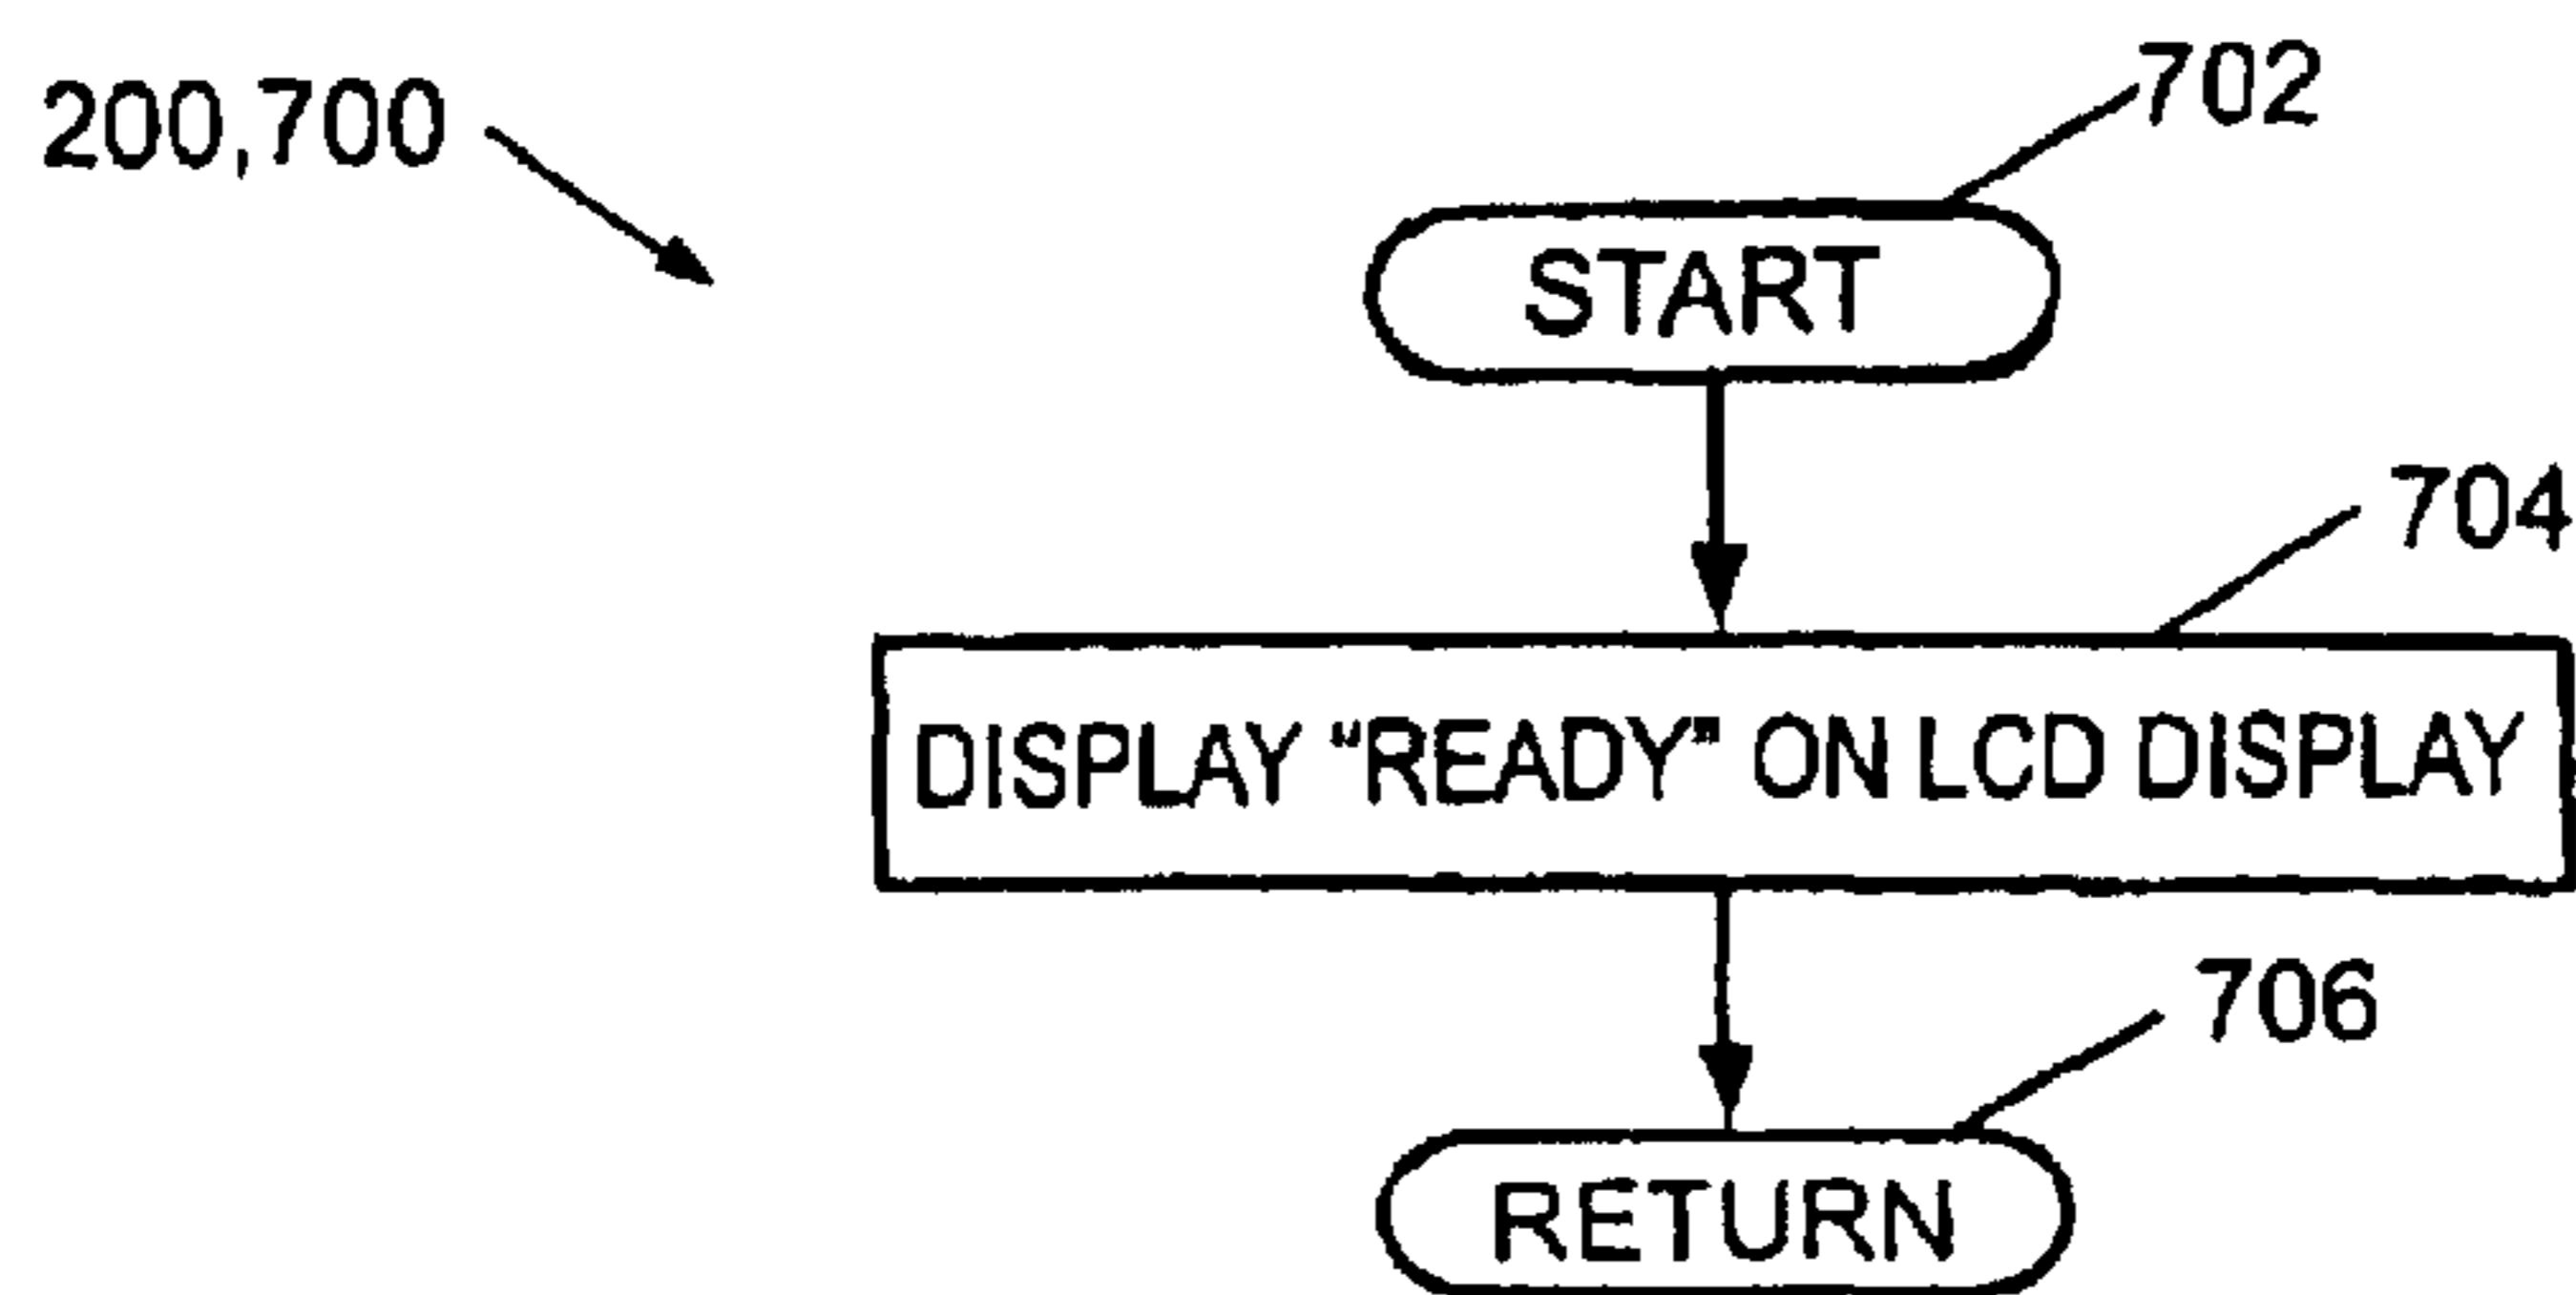 200,700
702
START
704
DISPLAY “READY” ON LCD DISPLAY
706
RETURN